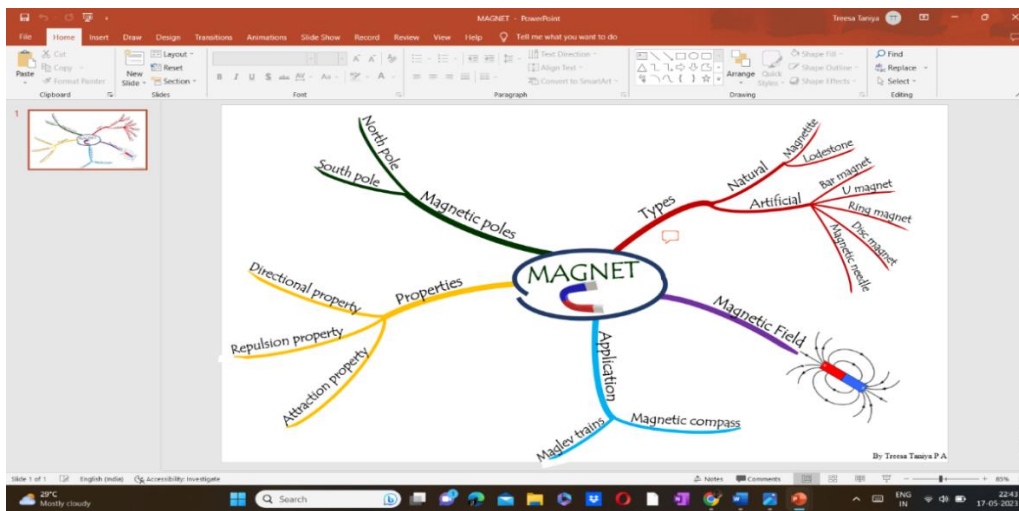 MAGNET - PowerPoint
Treesa Taniya TT
File Home Insert Draw Design Transitions Animations Slide Show Record Review View Help Tell me what you want to do
Cut
Copy
Format Painter
Paste
Clipboard
New Slide
Layout
Reset
Section
Slides
Font
Text Direction
Align Text
Convert to SmartArt
Paragraph
Arrange
Quick Styles
Shape Fill
Shape Outline
Shape Effects
Drawing
Find
Replace
Select
Editing
1
North pole
South pole
Magnetic poles
Types
Natural
Magnetite
Lodestone
Artificial
Bar magnet
U magnet
Ring magnet
Disc magnet
Magnetic needle
MAGNET
Properties
Directional property
Repulsion property
Attraction property
Magnetic Field
Application
Maglev trains
Magnetic compass
By Treesa Taniya P A
Slide 1 of 1 English (India) Accessibility: Investigate
Notes Comments 85%
29°C
Mostly cloudy
Search
ENG
IN
22:43
17-05-2023